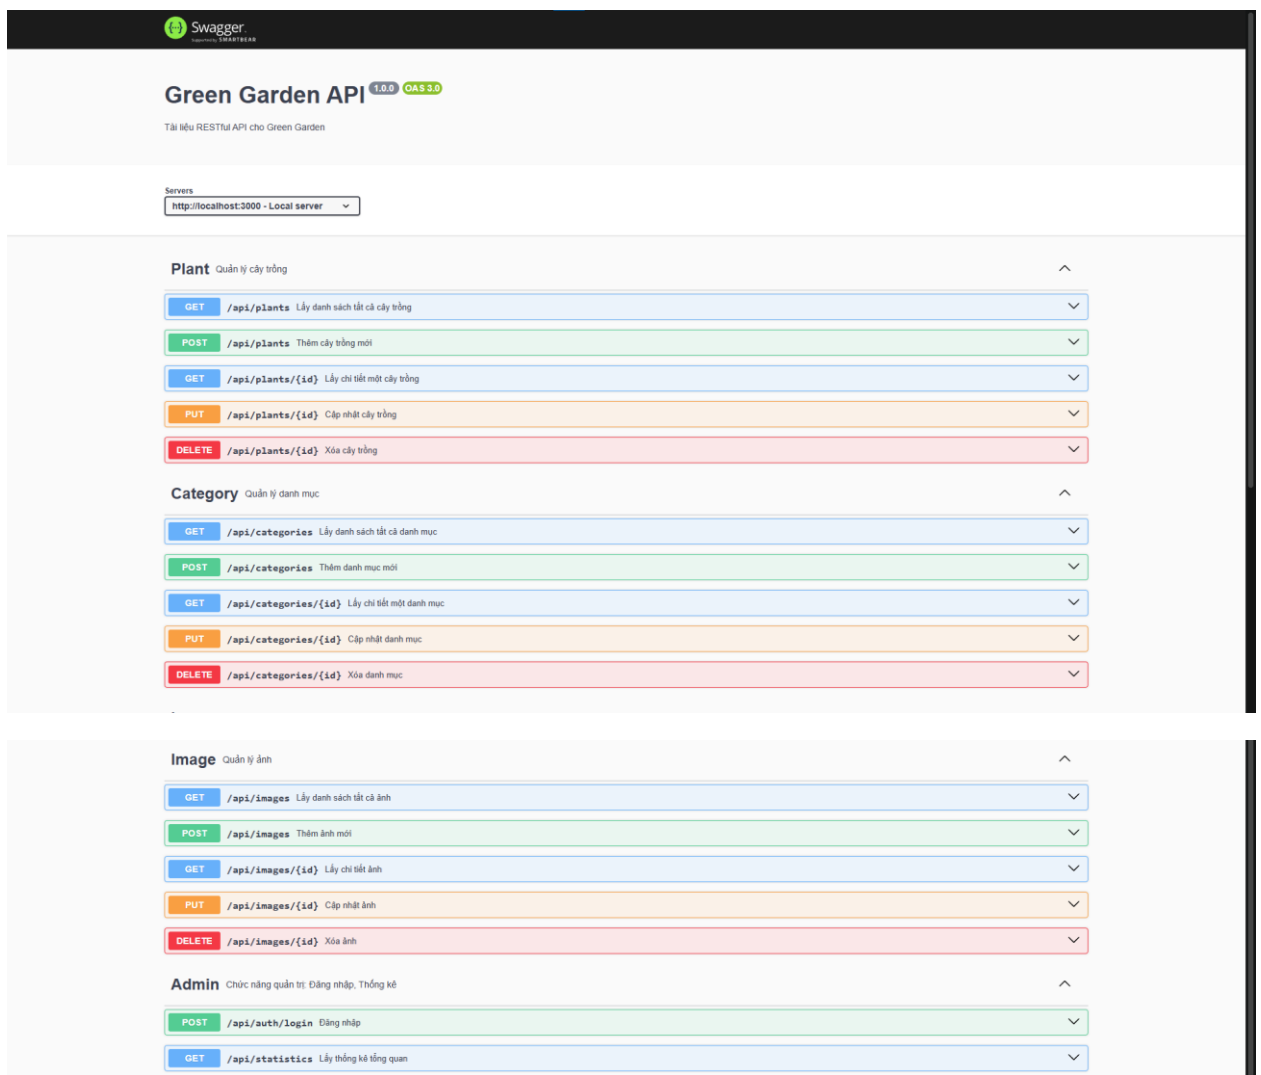 Swagger.
Supported by SMARTBEAR
Green Garden API 1.0.0 OAS 3.0
Tài liệu RESTful API cho Green Garden
Servers
http://localhost:3000 - Local server
Plant Quản lý cây trồng
GET /api/plants Lấy danh sách tất cả cây trồng
POST /api/plants Thêm cây trồng mới
GET /api/plants/{id} Lấy chi tiết một cây trồng
PUT /api/plants/{id} Cập nhật cây trồng
DELETE /api/plants/{id} Xóa cây trồng
Category Quản lý danh mục
GET /api/categories Lấy danh sách tất cả danh mục
POST /api/categories Thêm danh mục mới
GET /api/categories/{id} Lấy chi tiết một danh mục
PUT /api/categories/{id} Cập nhật danh mục
DELETE /api/categories/{id} Xóa danh mục
Image Quản lý ảnh
GET /api/images Lấy danh sách tất cả ảnh
POST /api/images Thêm ảnh mới
GET /api/images/{id} Lấy chi tiết ảnh
PUT /api/images/{id} Cập nhật ảnh
DELETE /api/images/{id} Xóa ảnh
Admin Chức năng quản trị: Đăng nhập, Thống kê
POST /api/auth/login Đăng nhập
GET /api/statistics Lấy thống kê tổng quan